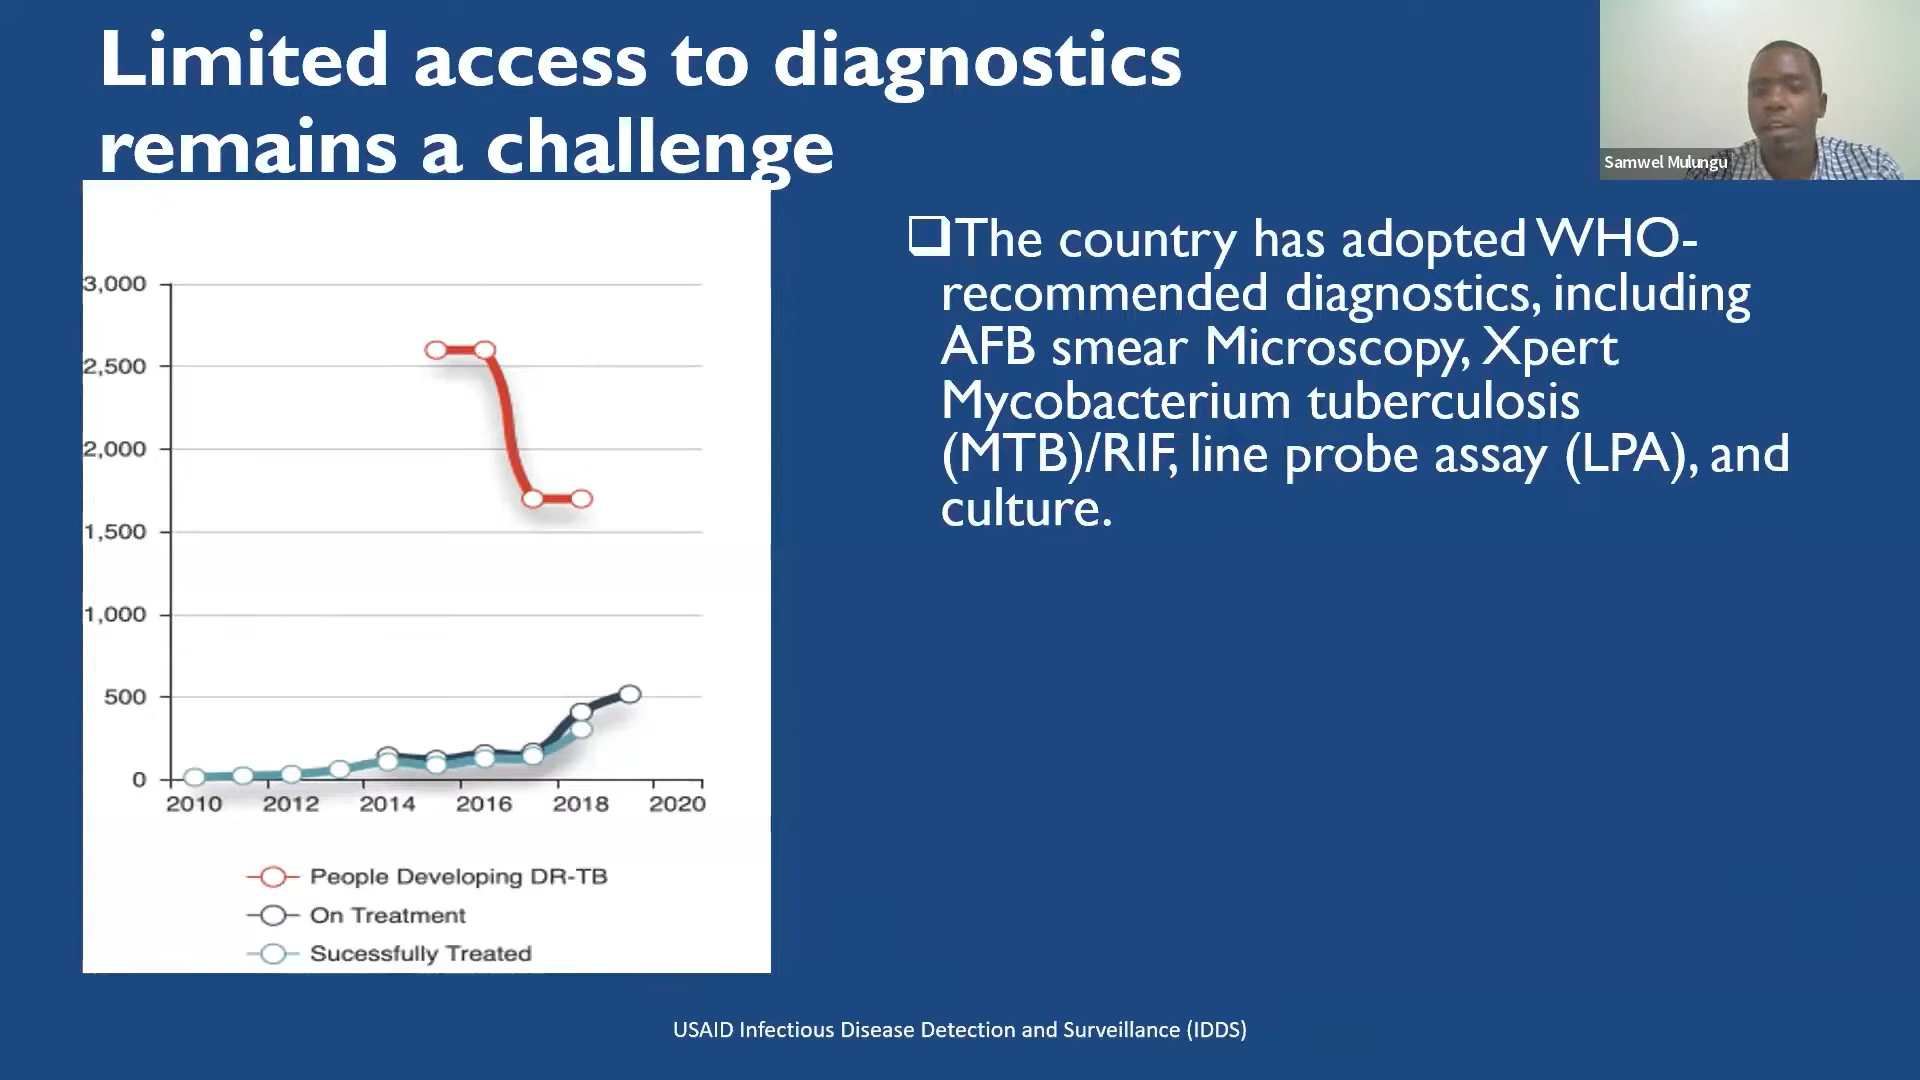 Limited access to diagnostics
remains a challenge
Samwel Mulungu
❑The country has adopted WHO-
recommended diagnostics, including
AFB smear Microscopy, Xpert
Mycobacterium tuberculosis
(MTB)/RIF, line probe assay (LPA), and
culture.
3,000
2,500
2,000
1,500
1,000
500
0
2010 2012 2014 2016 2018 2020
People Developing DR-TB
On Treatment
Sucessfully Treated
USAID Infectious Disease Detection and Surveillance (IDDS)